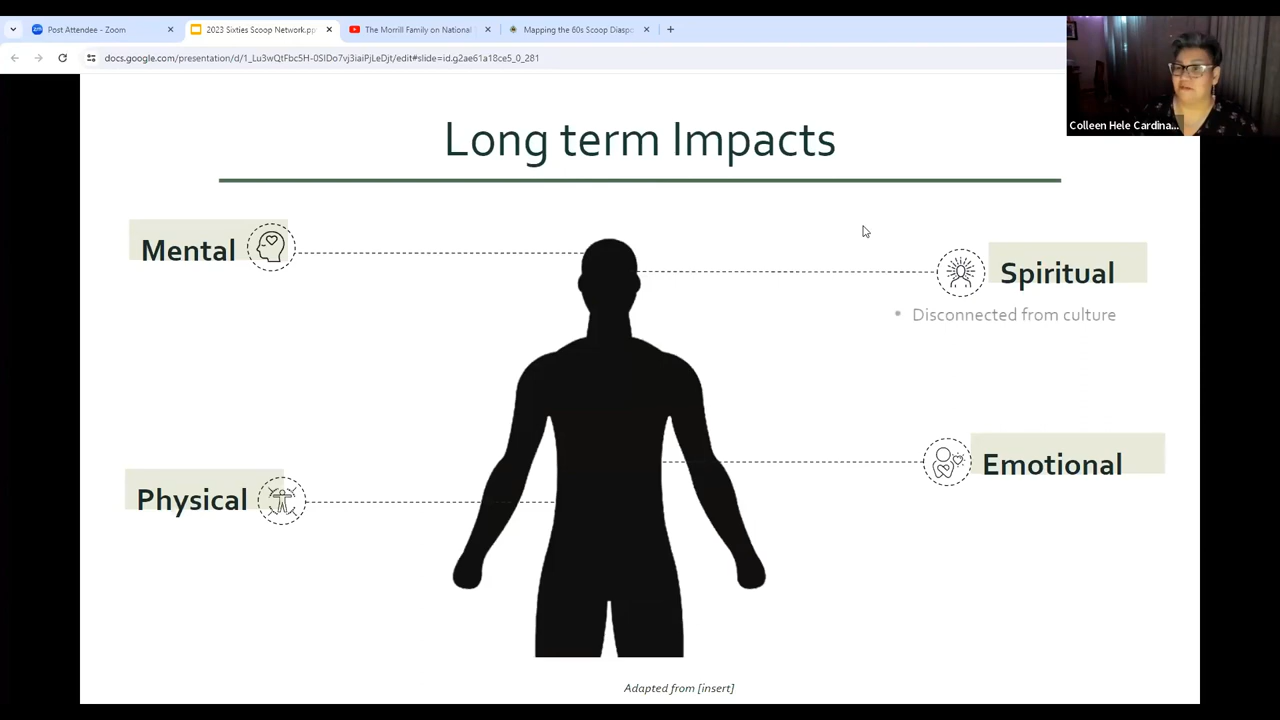 Post Attendee - Zoom
2023 Sixties Scoop Network.pp
The Morrill Family on National
Mapping the 60s Scoop Diaspo
docs.google.com/presentation/d/1_Lu3wQtFbc5H-0SIDo7vj3iaiPjLeDjt/edit#slide=id.g2ae61a18ce5_0_281
Colleen Hele Cardina...
Long term Impacts
Mental
Spiritual
• Disconnected from culture
Emotional
Physical
Adapted from [insert]